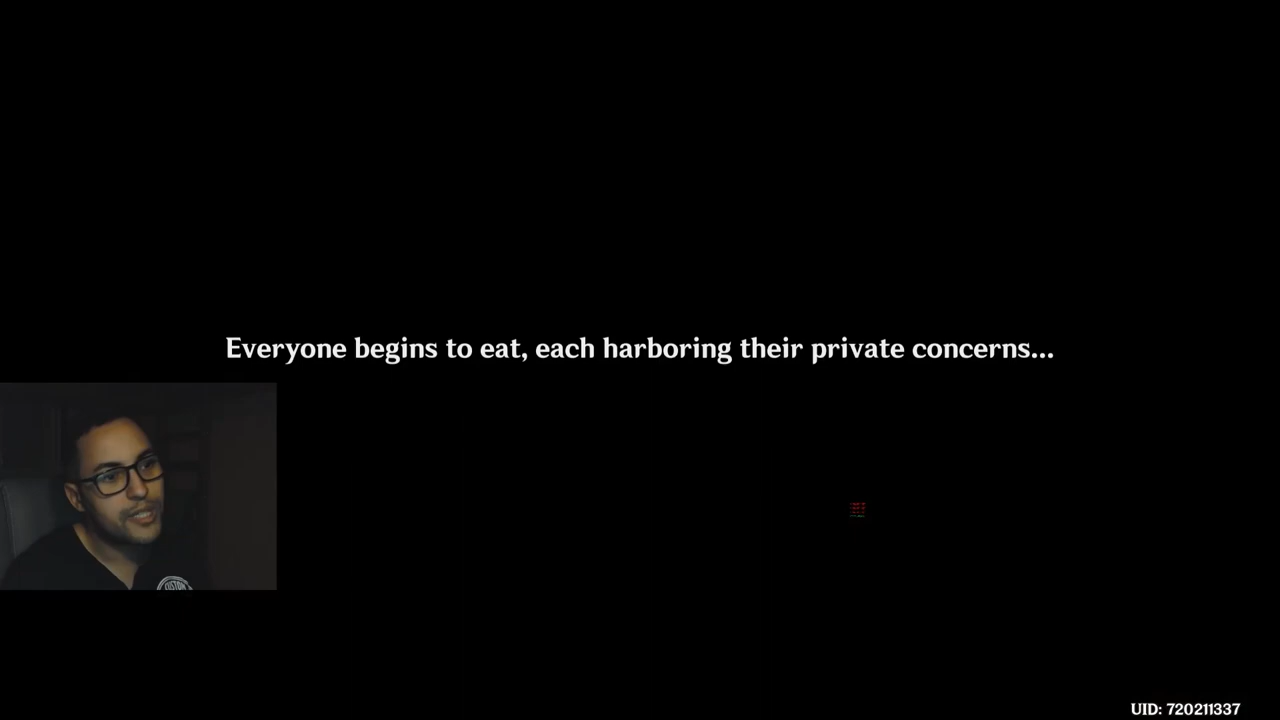 Everyone begins to eat, each harboring their private concerns...
UID: 720211337